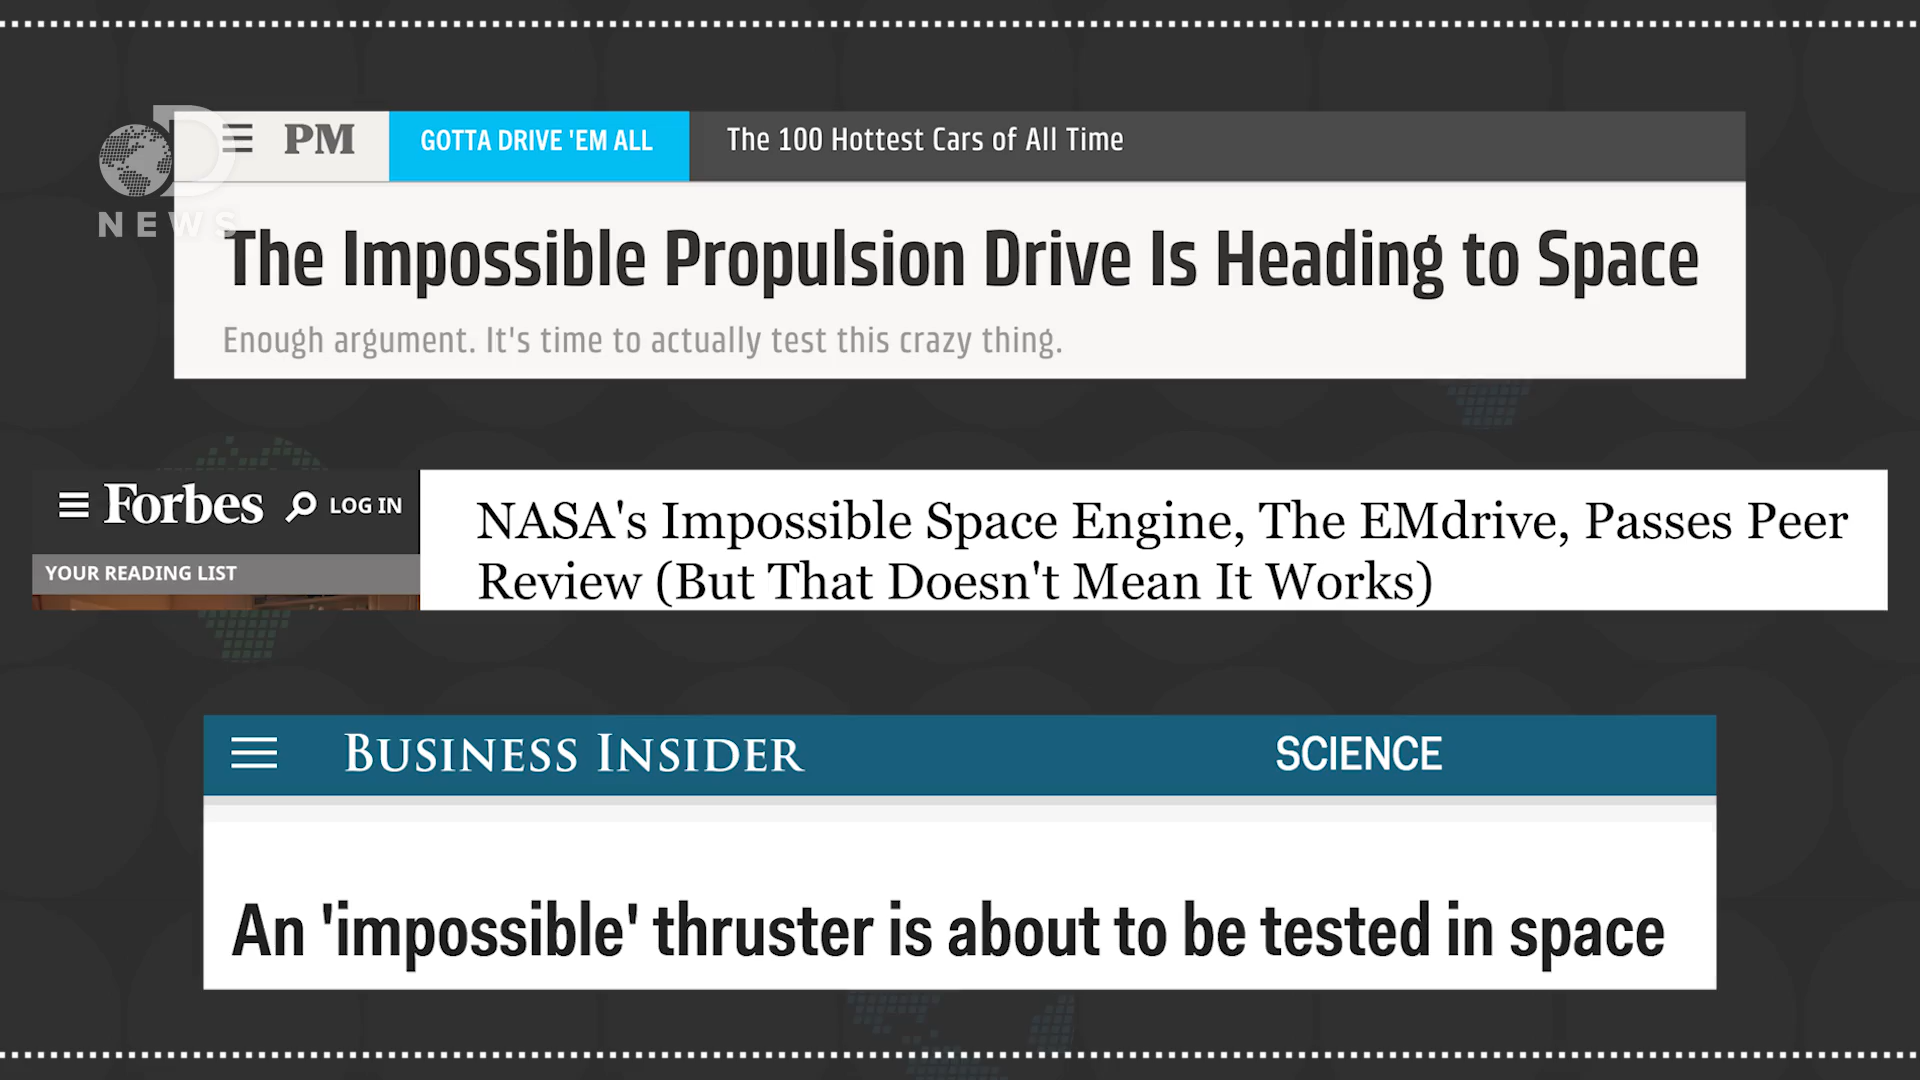 D
NEWS
PM
GOTTA DRIVE 'EM ALL
The 100 Hottest Cars of All Time
The Impossible Propulsion Drive Is Heading to Space
Enough argument. It's time to actually test this crazy thing.
Forbes
LOG IN
YOUR READING LIST
NASA's Impossible Space Engine, The EMdrive, Passes Peer
Review (But That Doesn't Mean It Works)
BUSINESS INSIDER
SCIENCE
An 'impossible' thruster is about to be tested in space